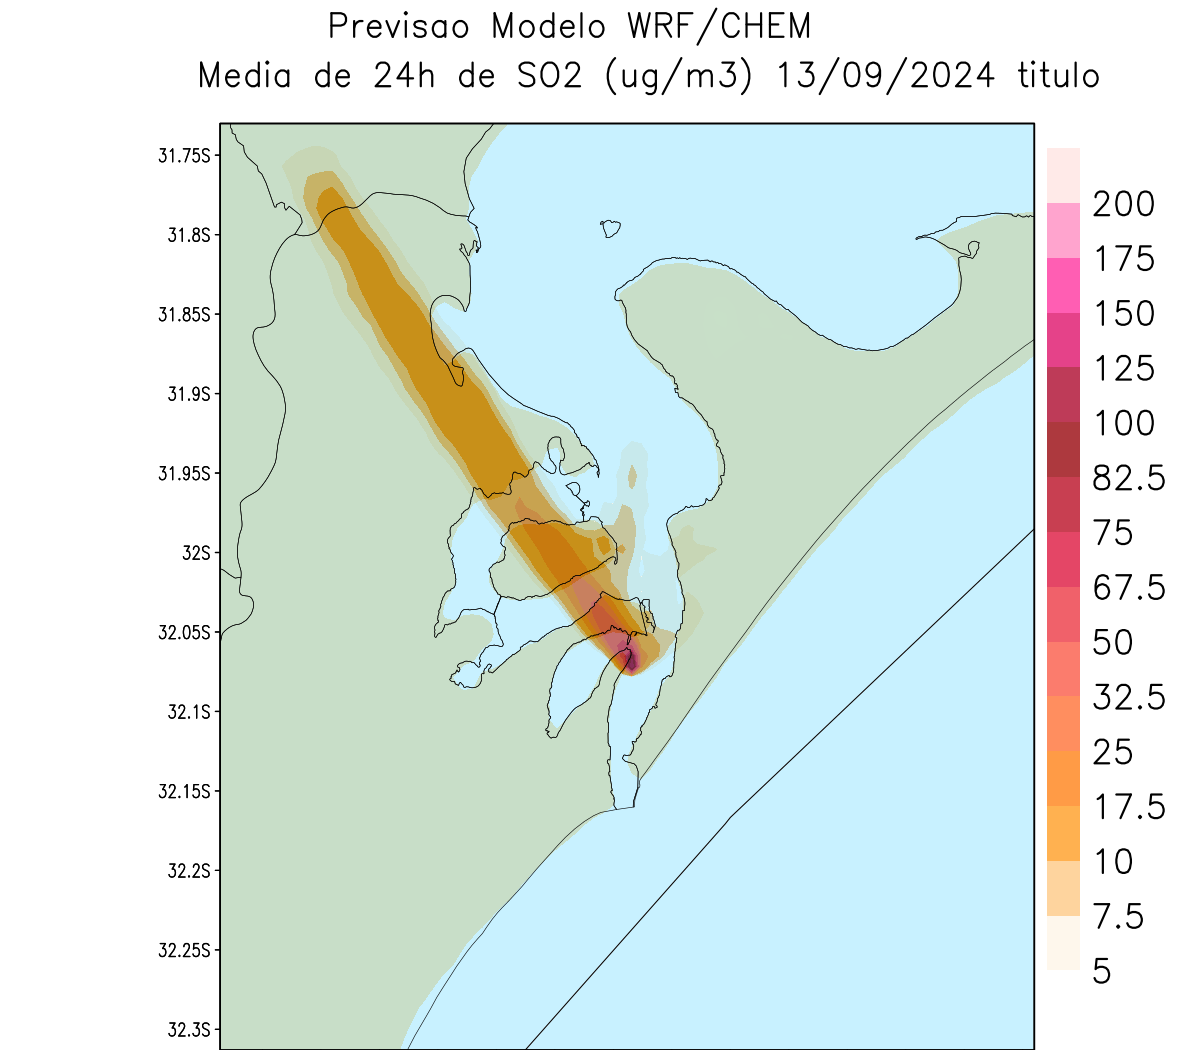 Previsao Modelo WRF/CHEM
Media de 24h de SO2 (ug/m3) 13/09/2024 titulo
31.75S
31.8S
31.85S
31.9S
31.95S
32S
32.05S
32.1S
32.15S
32.2S
32.25S
32.3S
200
175
150
125
100
82.5
75
67.5
50
32.5
25
17.5
10
7.5
5